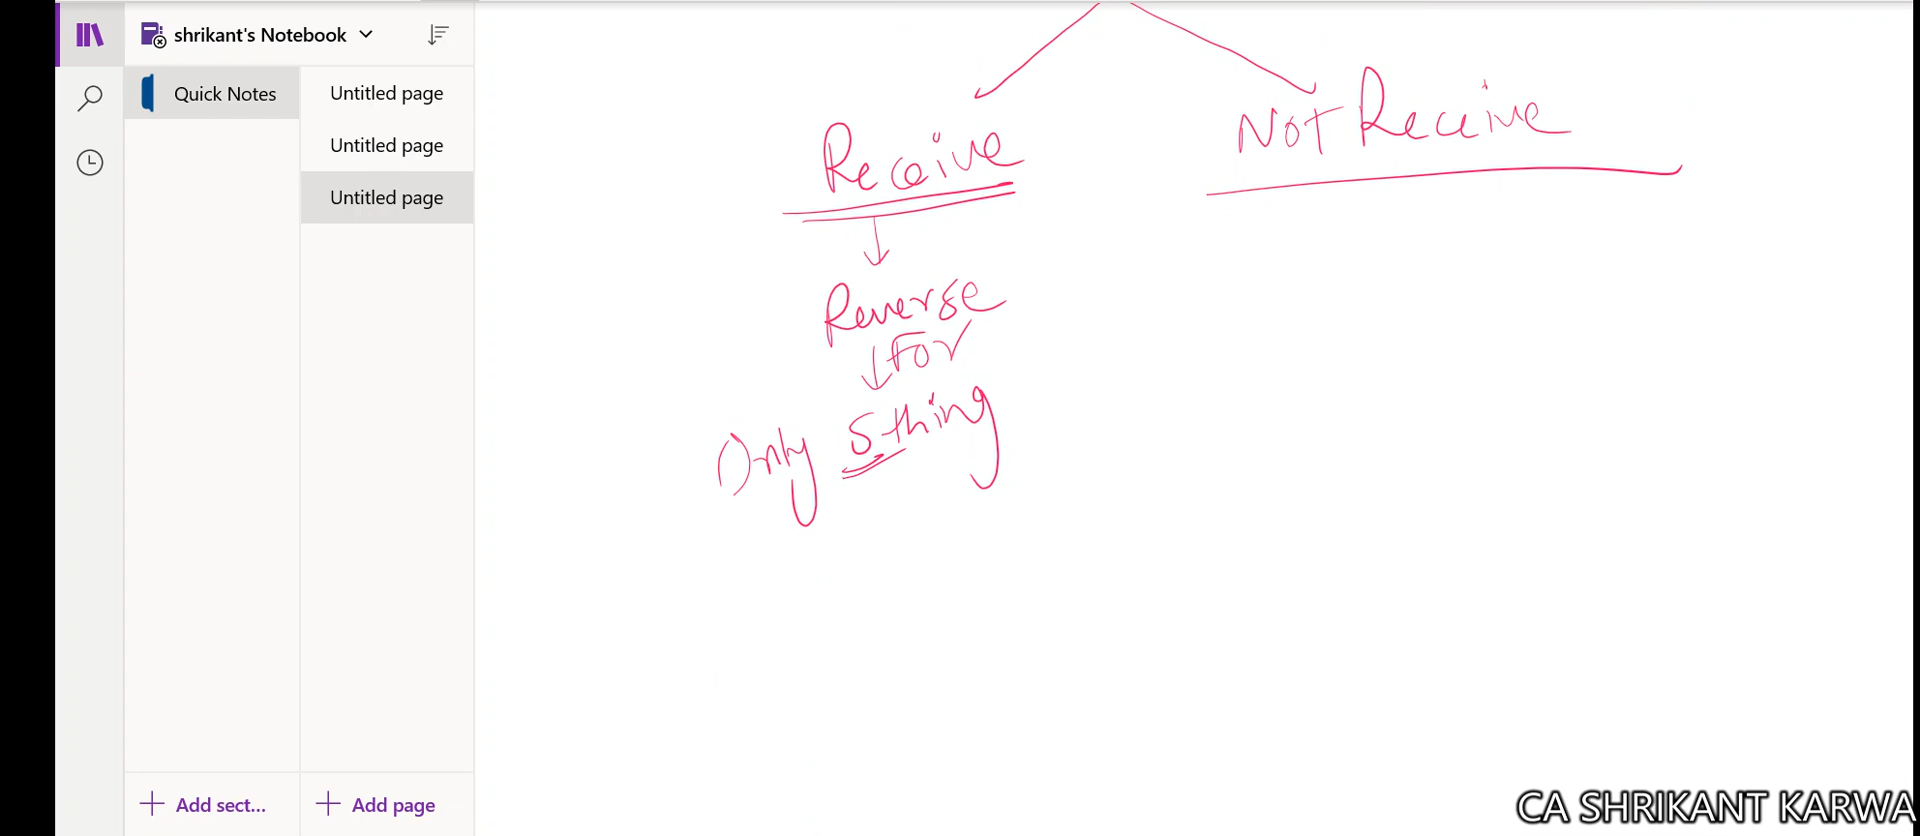 shrikant's Notebook
Quick Notes
Untitled page
Untitled page
Untitled page
Receive
Not Receive
Reverse
For
Only 5 thing
Add sect...
Add page
CA SHRIKANT KARWA